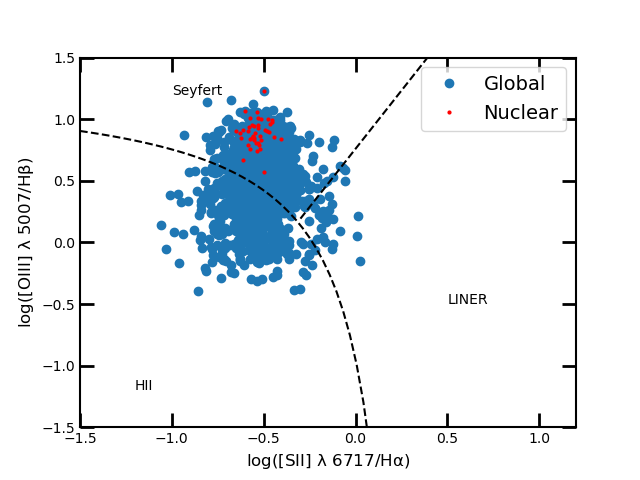 1.5
1.0
0.5
0.0
−0.5
−1.0
−1.5
log([OIII] λ 5007/Hβ)
Seyfert
Global
Nuclear
LINER
HII
−1.5 −1.0 −0.5 0.0 0.5 1.0
log([SII] λ 6717/Hα)